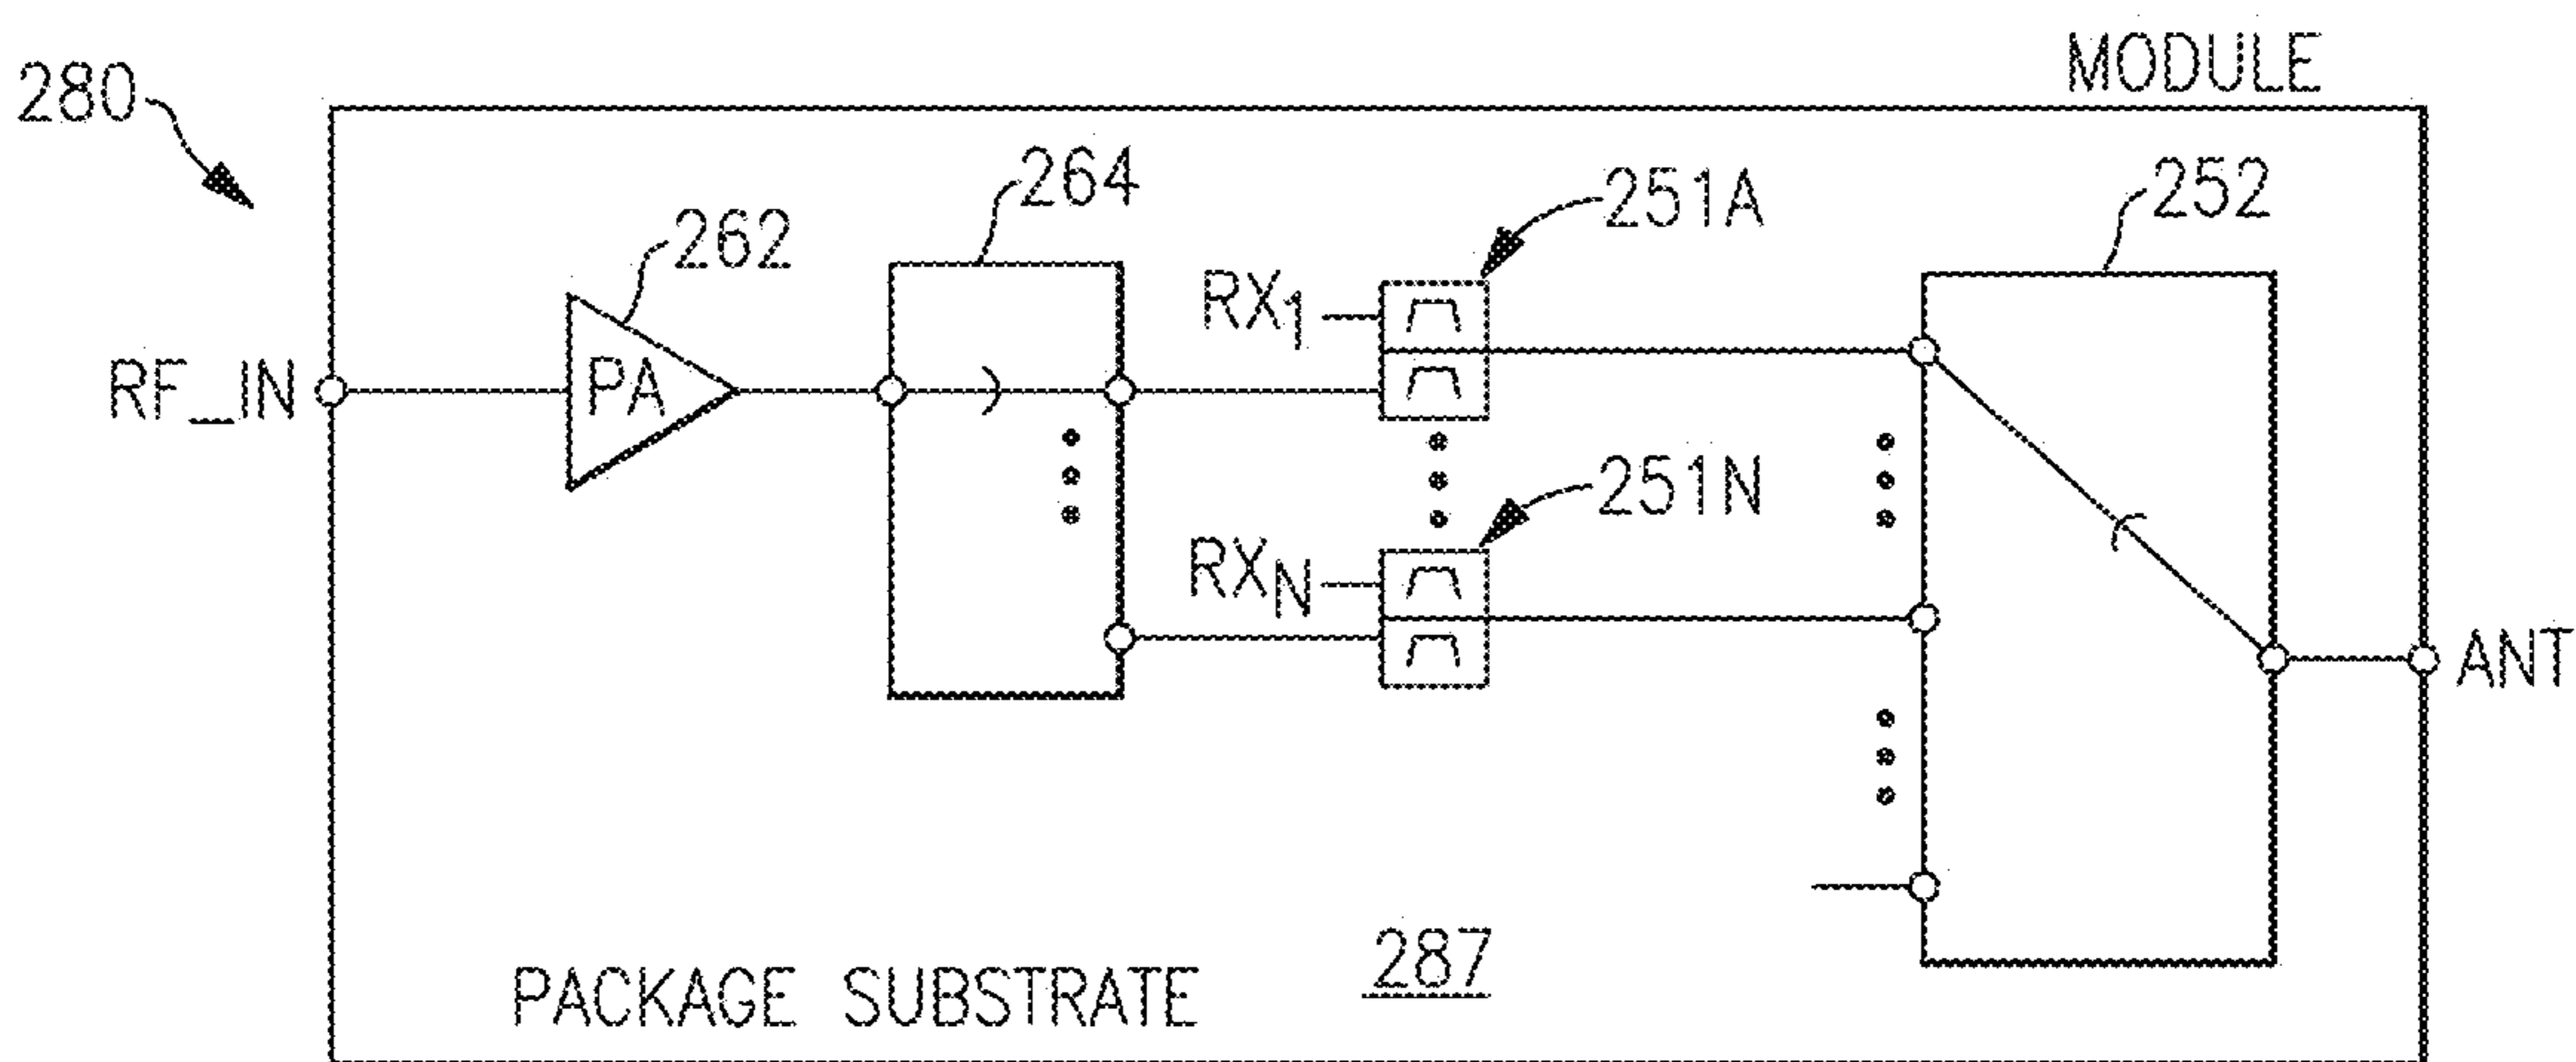 MODULE
280
264
251A
252
262
RX1
PA
RF_IN
251N
RXN
ANT
287
PACKAGE SUBSTRATE